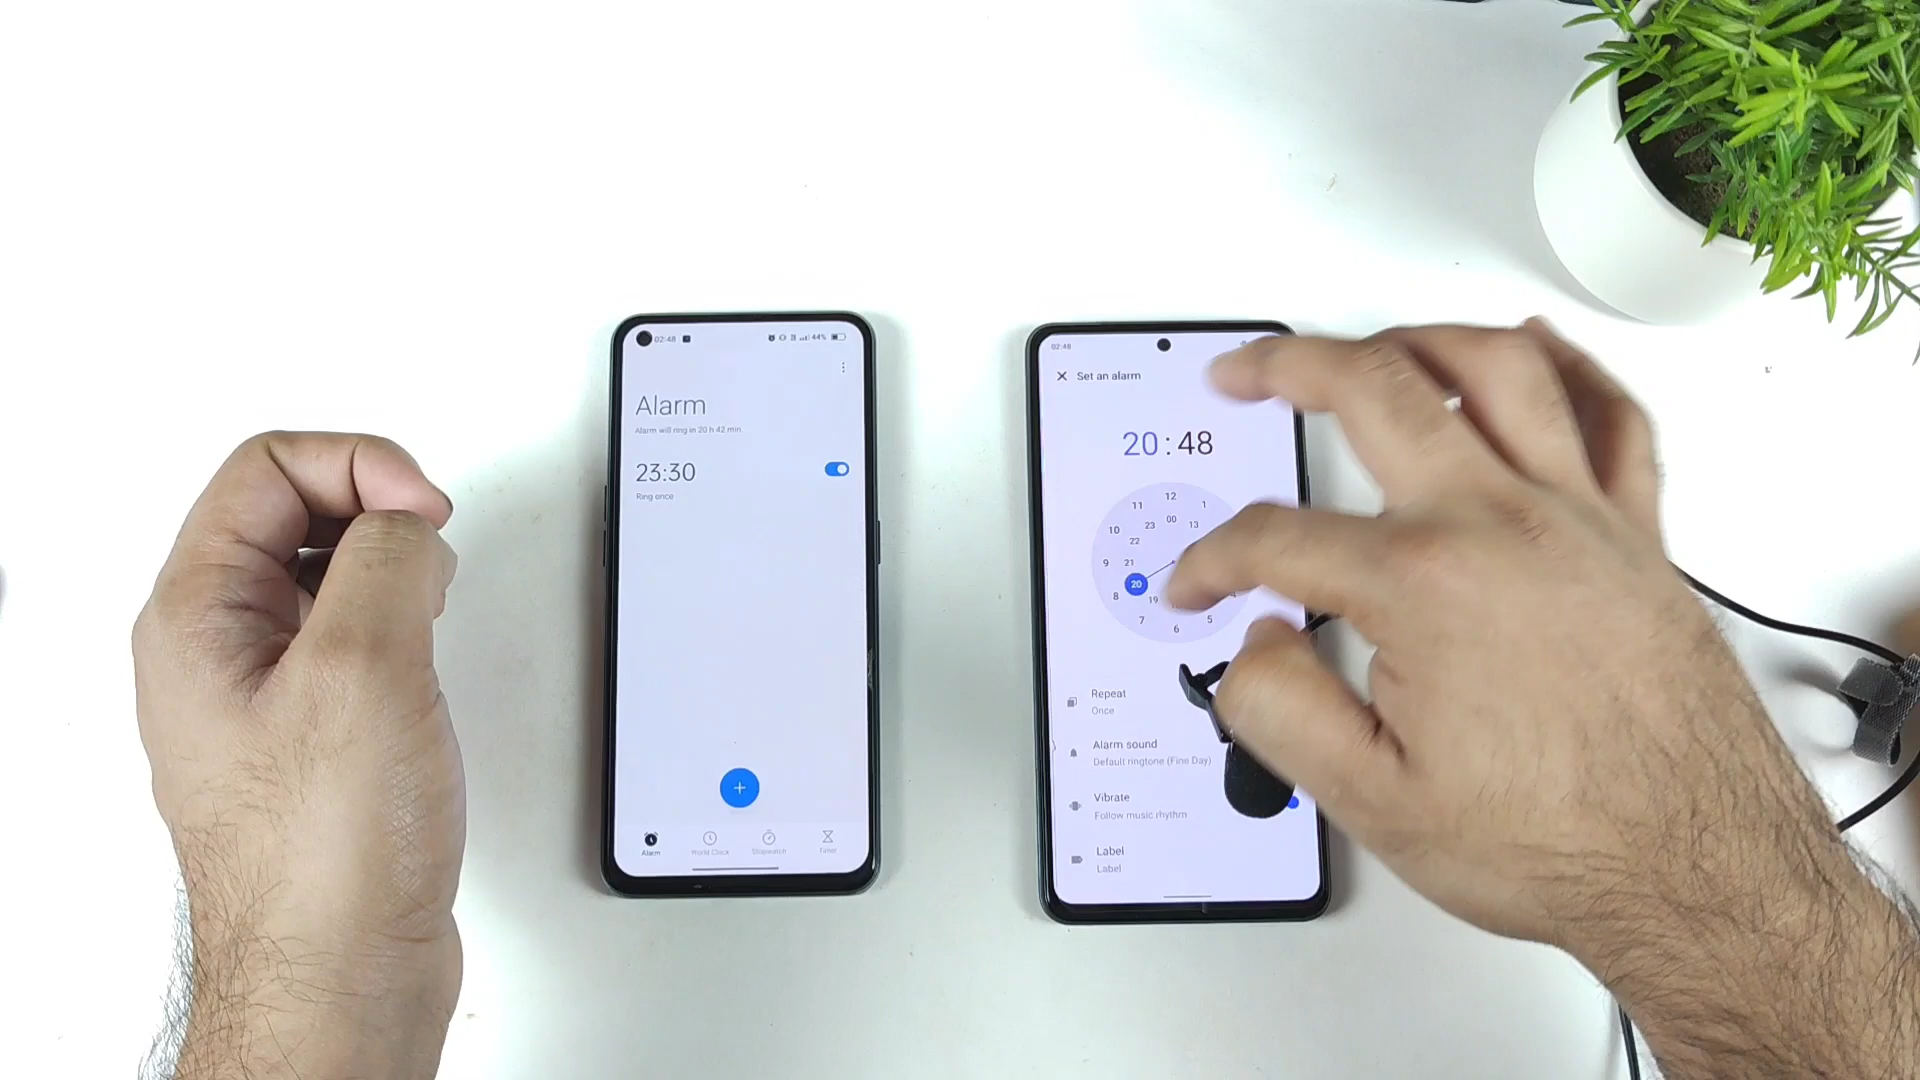 02:48
44%
Alarm
Alarm will ring in 20 h 42 min.
23:30
Ring once
+
Alarm World Clock Stopwatch Timer
02:48
Set an alarm
20:48
12
11 1
00
23 13
10
22
9 21
20
8 19 4
7 5
6
Repeat
Once
Alarm sound
Default ringtone (Fine Day)
Vibrate
Follow music rhythm
Label
Label